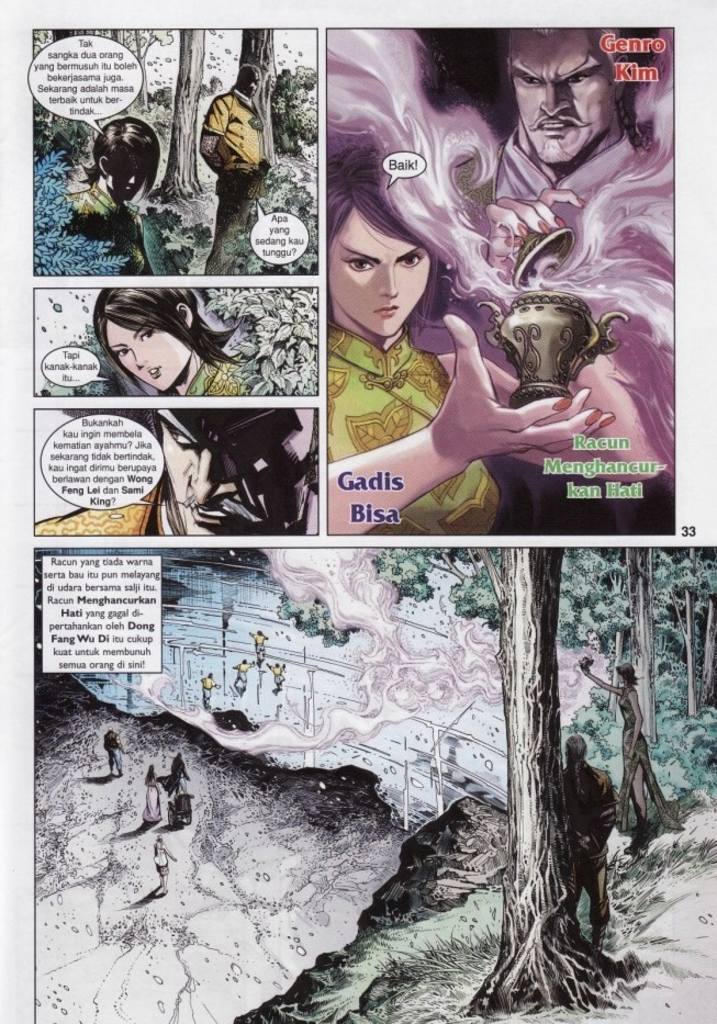 Tak
sangka dua orang
yang bermusuh itu boleh
bekerjasama juga.
Sekarang adalah masa
terbaik untuk ber-
tindak...
Apa
yang
sedang kau
tunggu?
Tapi
kanak-kanak
itu...
Bukankah
kau ingin membela
kematian ayahmu? Jika
sekarang tidak bertindak,
kau ingat dirimu berupaya
berlawan dengan Wong
Feng Lei dan Sami
King?
Genro
Kim
Baik!
Racun
Menghancur-
kan Hati
Gadis
Bisa
33
Racun yang tiada warna
serta bau itu pun melayang
di udara bersama salji itu.
Racun Menghancurkan
Hati yang gagal di-
pertahankan oleh Dong
Fang Wu Di itu cukup
kuat untuk membunuh
semua orang di sini!